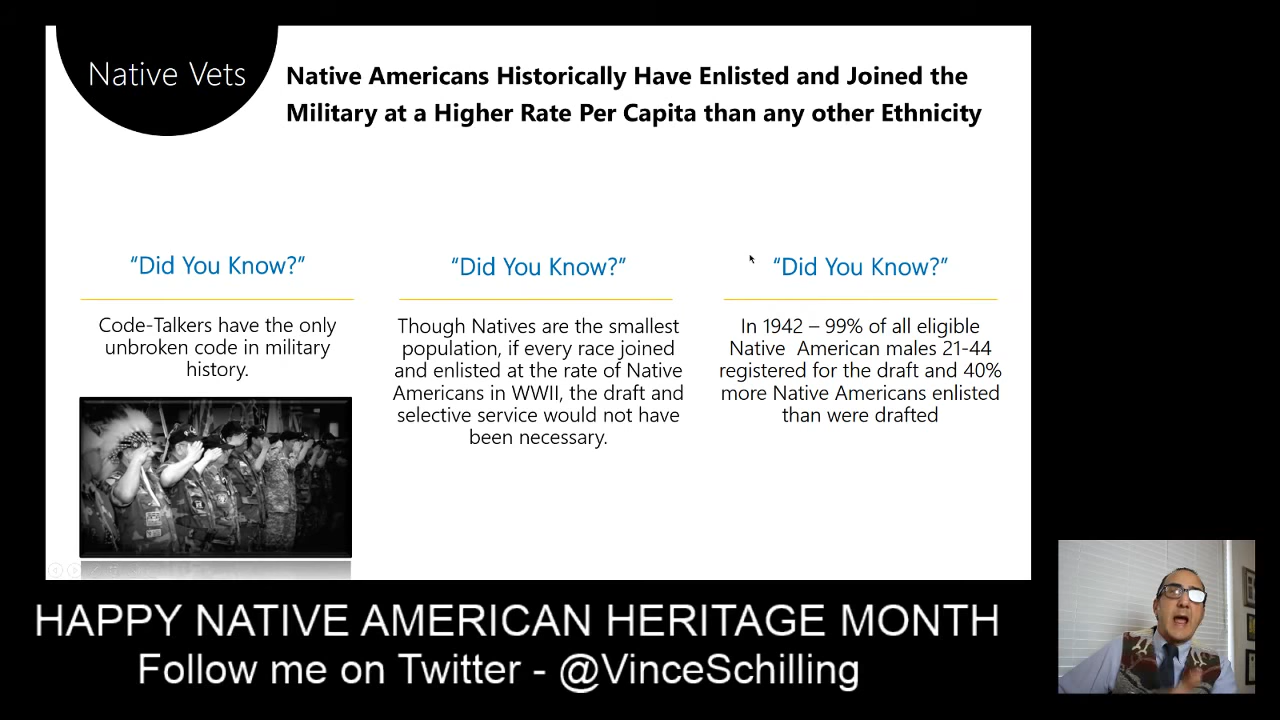 Native Vets
Native Americans Historically Have Enlisted and Joined the
Military at a Higher Rate Per Capita than any other Ethnicity
“Did You Know?”
Code-Talkers have the only
unbroken code in military
history.
“Did You Know?”
Though Natives are the smallest
population, if every race joined
and enlisted at the rate of Native
Americans in WWII, the draft and
selective service would not have
been necessary.
“Did You Know?”
In 1942 – 99% of all eligible
Native  American males 21-44
registered for the draft and 40%
more Native Americans enlisted
than were drafted
HAPPY NATIVE AMERICAN HERITAGE MONTH
Follow me on Twitter - @VinceSchilling